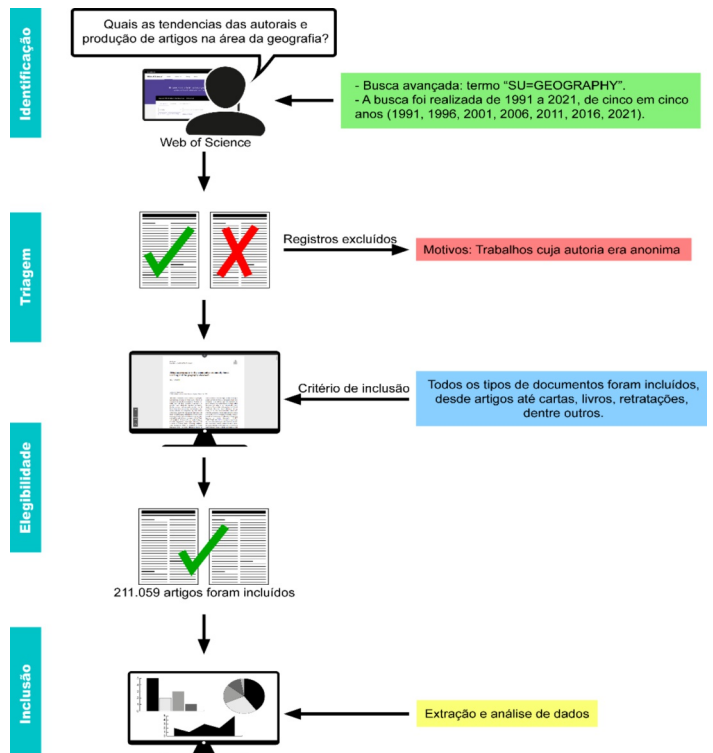 Identificação
Quais as tendencias das autorais e
produção de artigos na área da geografia?
Web of Science
- Busca avançada: termo “SU=GEOGRAPHY”.
- A busca foi realizada de 1991 a 2021, de cinco em cinco
anos (1991, 1996, 2001, 2006, 2011, 2016, 2021).
Triagem
Registros excluídos
Motivos: Trabalhos cuja autoria era anonima
Critério de inclusão
Todos os tipos de documentos foram incluídos,
desde artigos até cartas, livros, retratações,
dentre outros.
Elegibilidade
211.059 artigos foram incluídos
Inclusão
Extração e análise de dados